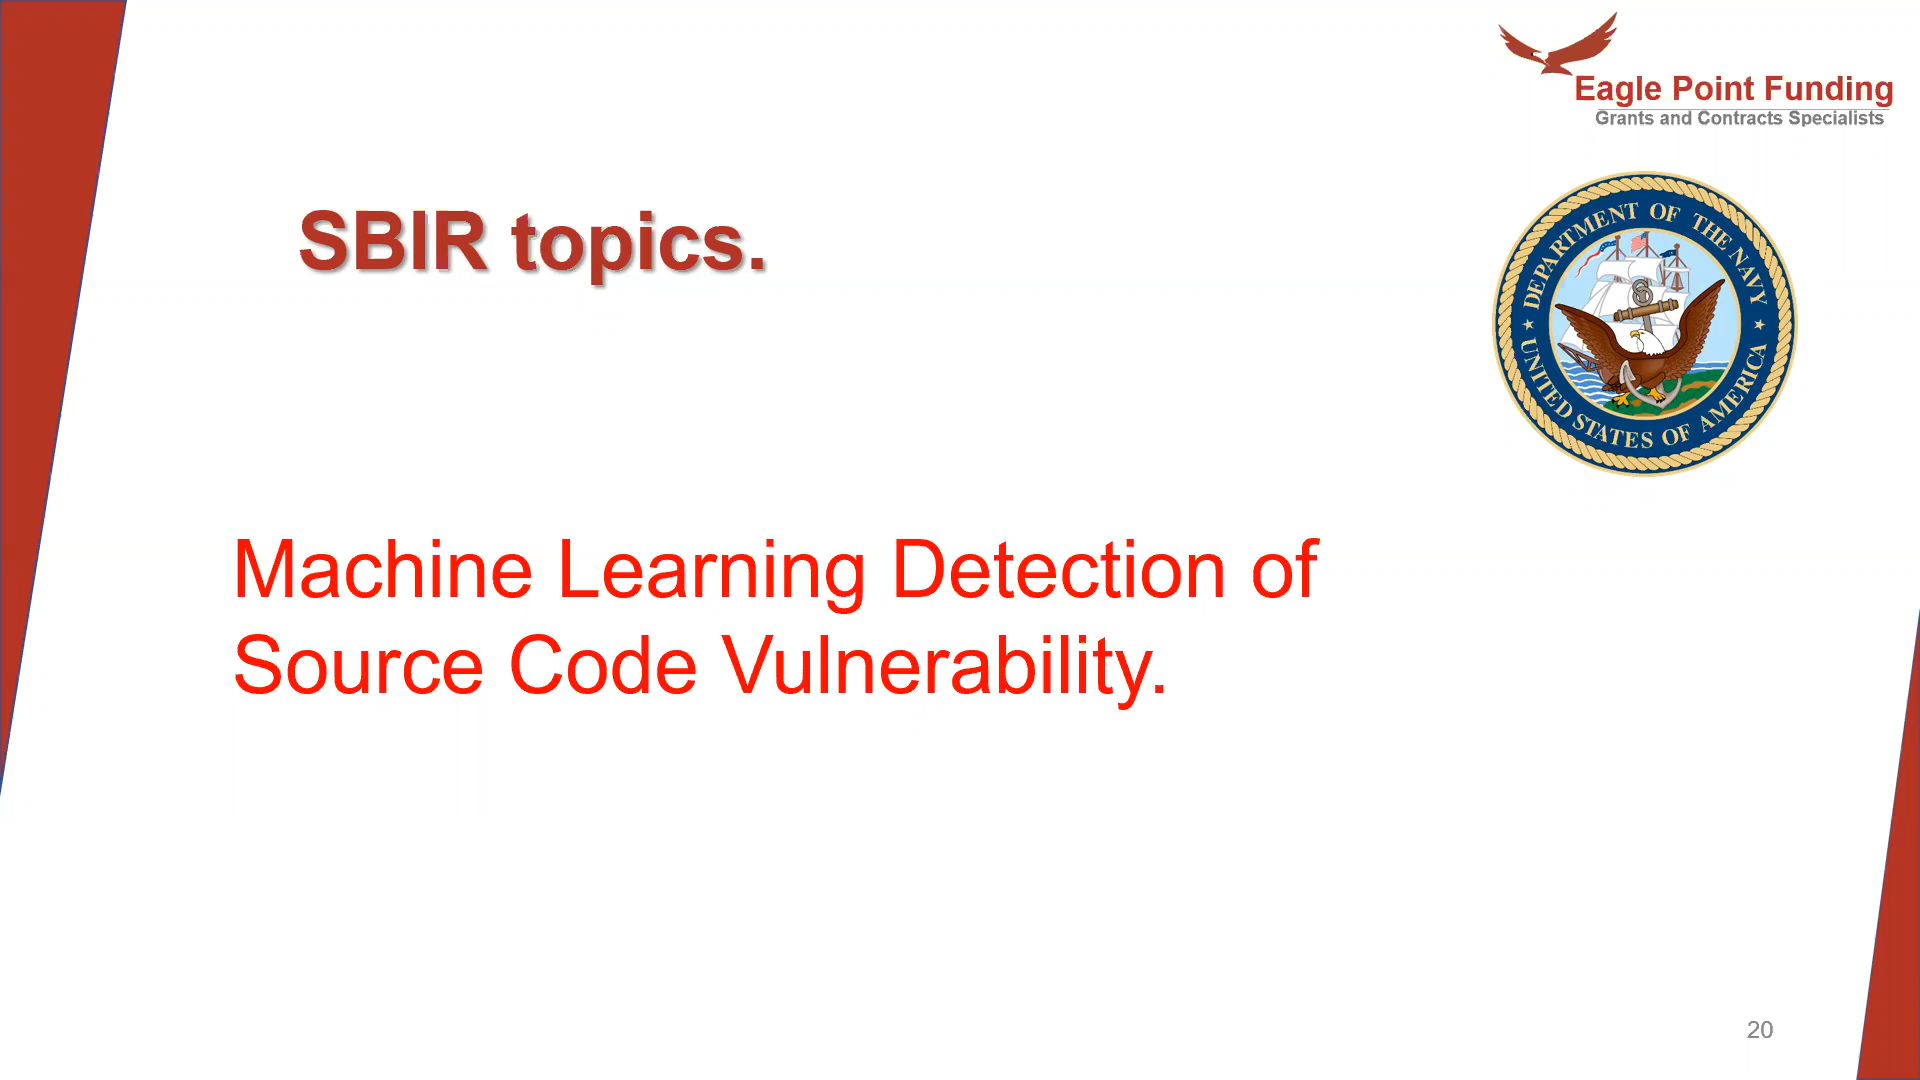 Eagle Point Funding
Grants and Contracts Specialists
SBIR topics.
DEPARTMENT OF THE NAVY
UNITED STATES OF AMERICA
Machine Learning Detection of
Source Code Vulnerability.
20